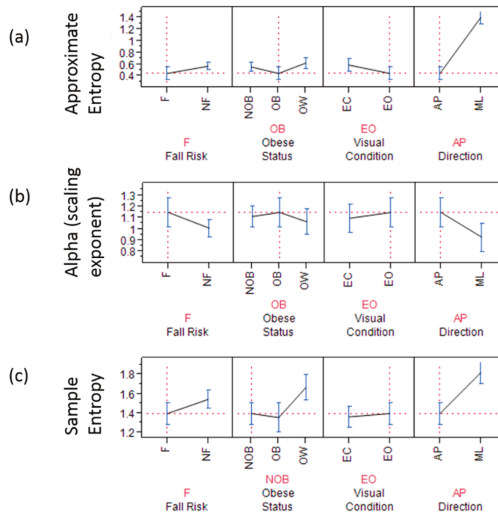 (a)
Approximate
Entropy
1.4
1.2
1
0.8
0.6
0.4
F
NF
NOB
OB
OW
EC
EO
AP
ML
F
Fall Risk
OB
Obese
Status
EO
Visual
Condition
AP
Direction
(b)
Alpha (scaling
exponent)
1.3
1.2
1.1
1
0.9
0.8
F
NF
NOB
OB
OW
EC
EO
AP
ML
F
Fall Risk
OB
Obese
Status
EO
Visual
Condition
AP
Direction
(c)
Sample
Entropy
1.8
1.6
1.4
1.2
F
NF
NOB
OB
OW
EC
EO
AP
ML
F
Fall Risk
NOB
Obese
Status
EO
Visual
Condition
AP
Direction